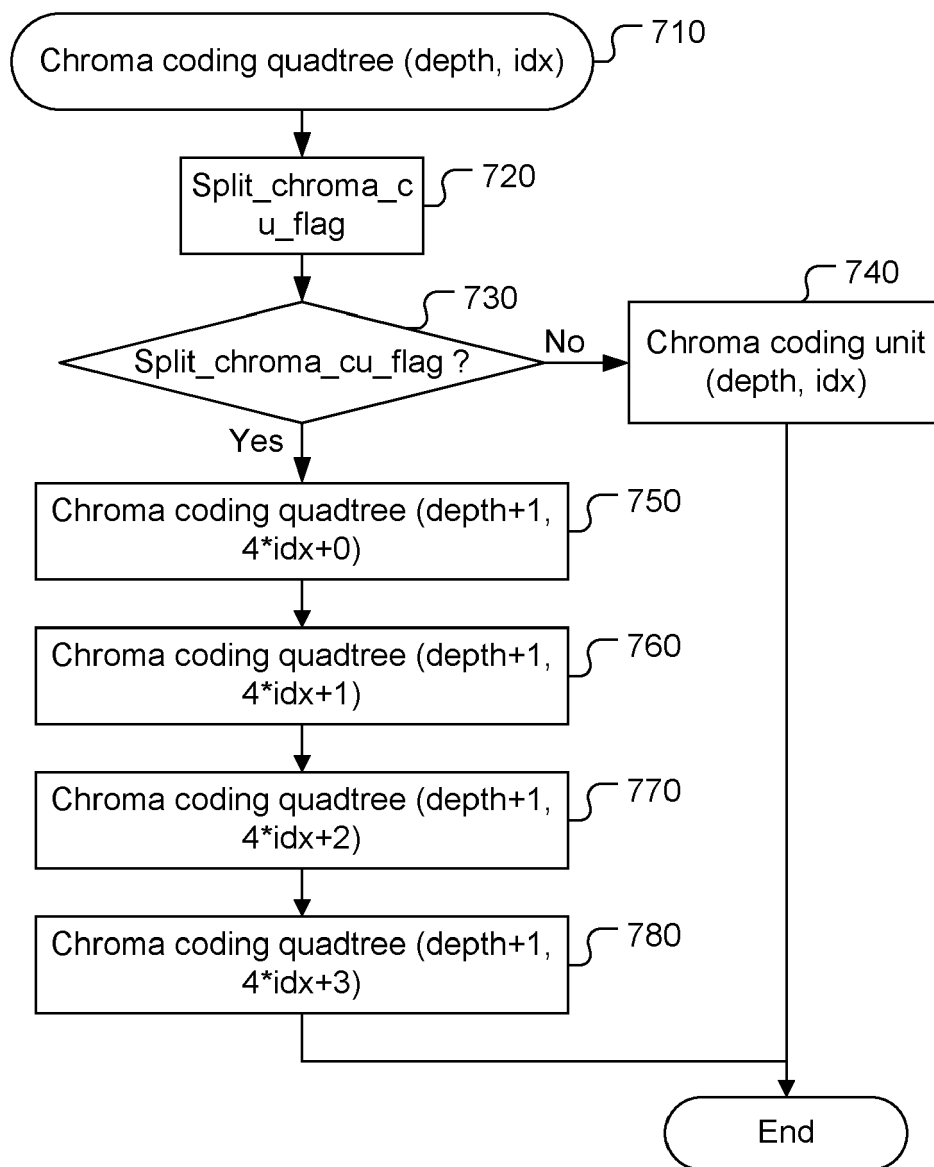 Chroma coding quadtree (depth, idx)
710
Split_chroma_c
u_flag
720
730
Split_chroma_cu_flag ?
No
740
Chroma coding unit
(depth, idx)
Yes
Chroma coding quadtree (depth+1,
4*idx+0)
750
Chroma coding quadtree (depth+1,
4*idx+1)
760
Chroma coding quadtree (depth+1,
4*idx+2)
770
Chroma coding quadtree (depth+1,
4*idx+3)
780
End